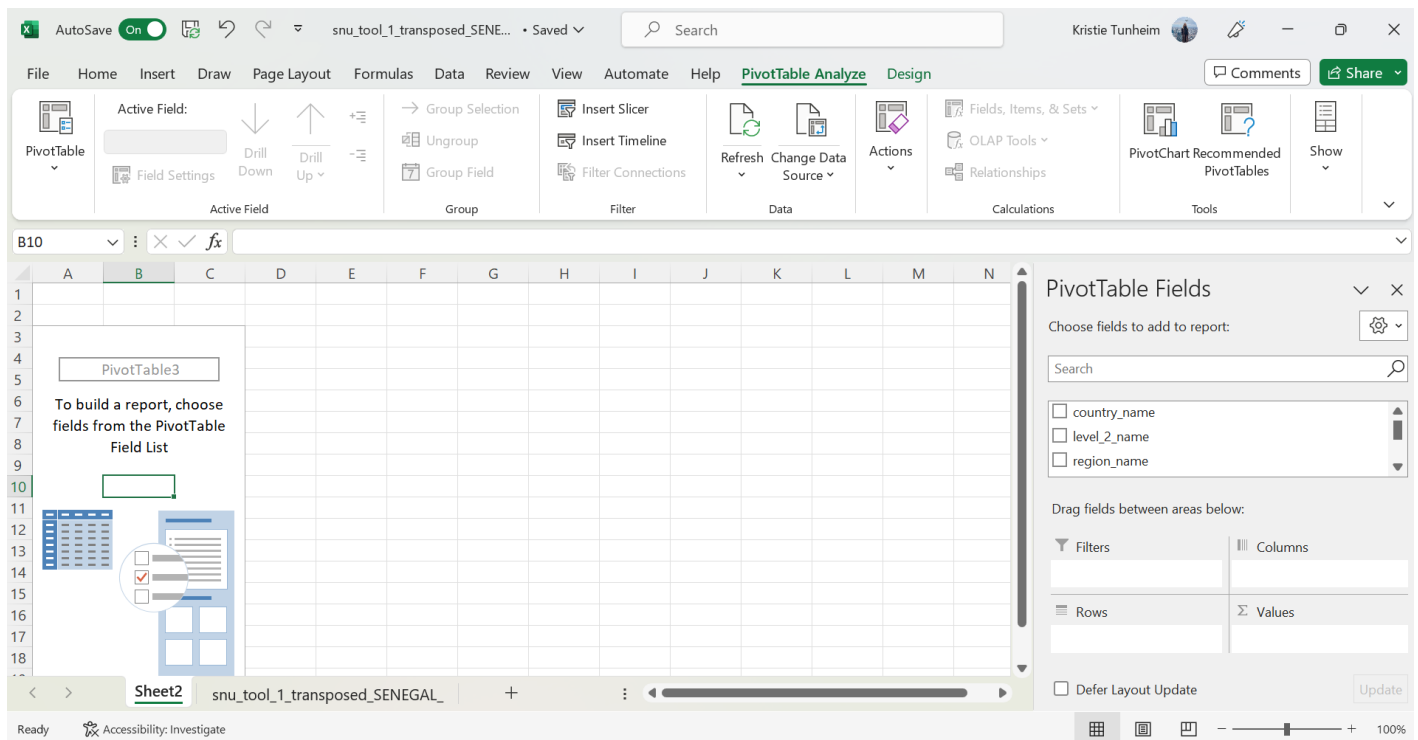 AutoSave On snu_tool_1_transposed_SENE... • Saved Search Kristie Tunheim
File Home Insert Draw Page Layout Formulas Data Review View Automate Help PivotTable Analyze Design Comments Share
PivotTable
Active Field:
Field Settings
Drill
Down
Drill
Up
Active Field
Group Selection
Ungroup
7 Group Field
Group
Insert Slicer
Insert Timeline
Filter Connections
Filter
Refresh
Change Data
Source
Data
Actions
Fields, Items, & Sets
OLAP Tools
Relationships
Calculations
PivotChart
Recommended
PivotTables
Tools
Show
B10 fx
A B C D E F G H I J K L M N
1
2
3
4
5
6
7
8
9
10
11
12
13
14
15
16
17
18
PivotTable3
To build a report, choose
fields from the PivotTable
Field List
PivotTable Fields
Choose fields to add to report:
Search
country_name
level_2_name
region_name
Drag fields between areas below:
Filters
Columns
Rows
Σ Values
Defer Layout Update
Update
Sheet2 snu_tool_1_transposed_SENEGAL_ +
Ready Accessibility: Investigate 100%